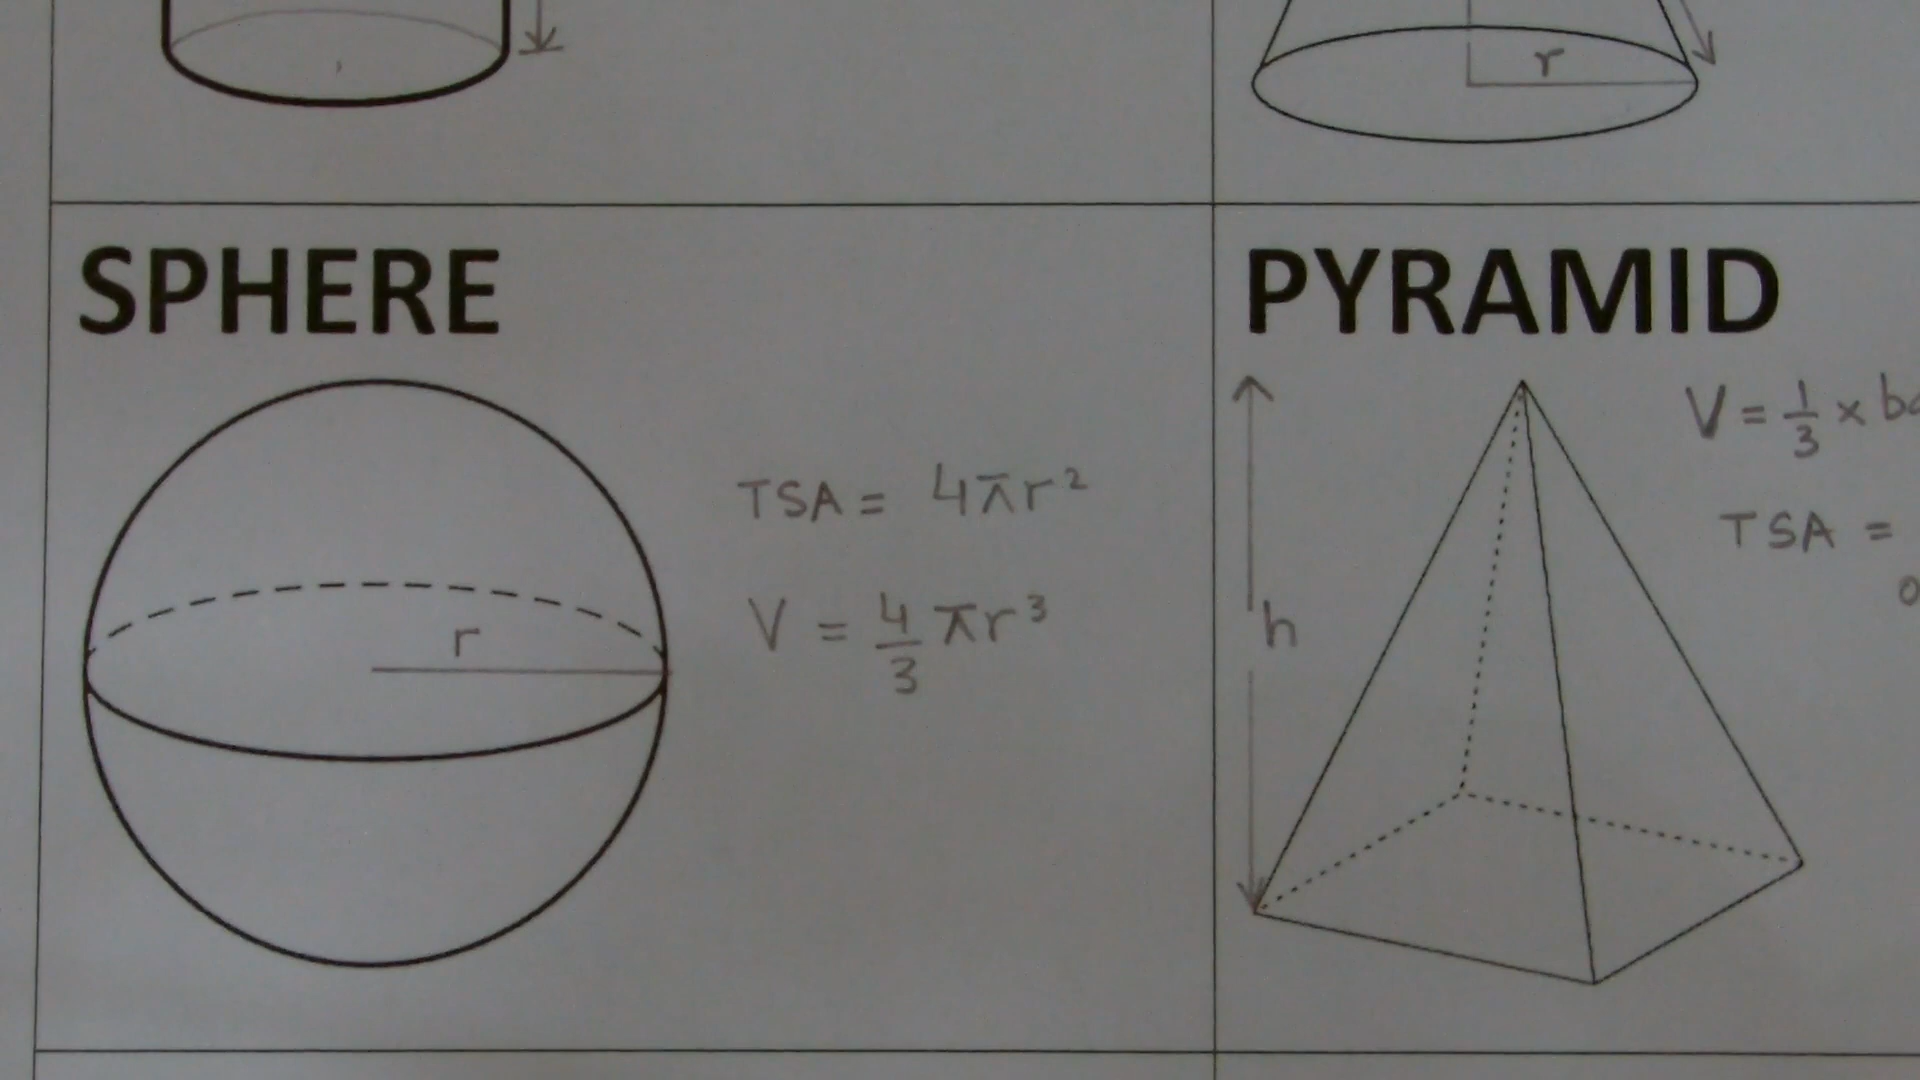 r
SPHERE
r
TSA = 4πr²
V = 4/3 πr³
PYRAMID
h
V = 1/3 ×
TSA =